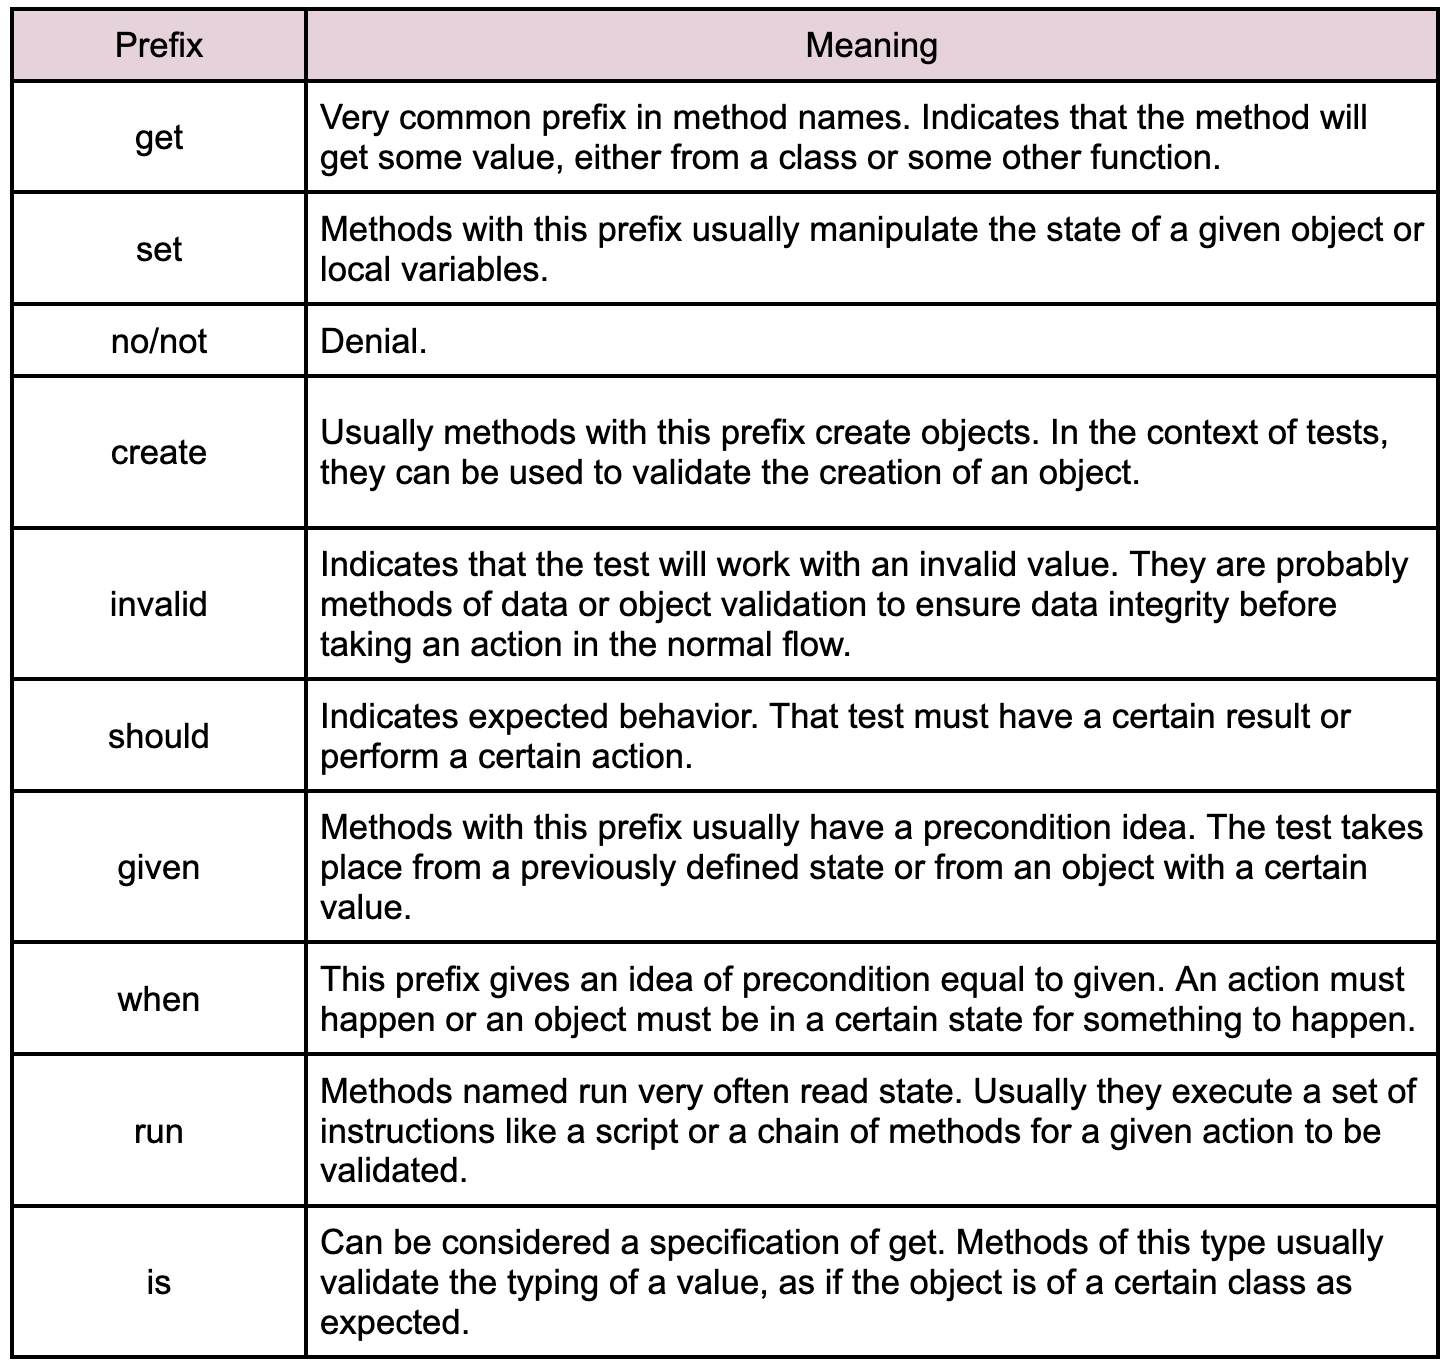 Prefix
Meaning
get
Very common prefix in method names. Indicates that the method will
get some value, either from a class or some other function.
set
Methods with this prefix usually manipulate the state of a given object or
local variables.
no/not
Denial.
create
Usually methods with this prefix create objects. In the context of tests,
they can be used to validate the creation of an object.
invalid
Indicates that the test will work with an invalid value. They are probably
methods of data or object validation to ensure data integrity before
taking an action in the normal flow.
should
Indicates expected behavior. That test must have a certain result or
perform a certain action.
given
Methods with this prefix usually have a precondition idea. The test takes
place from a previously defined state or from an object with a certain
value.
when
This prefix gives an idea of precondition equal to given. An action must
happen or an object must be in a certain state for something to happen.
run
Methods named run very often read state. Usually they execute a set of
instructions like a script or a chain of methods for a given action to be
validated.
is
Can be considered a specification of get. Methods of this type usually
validate the typing of a value, as if the object is of a certain class as
expected.